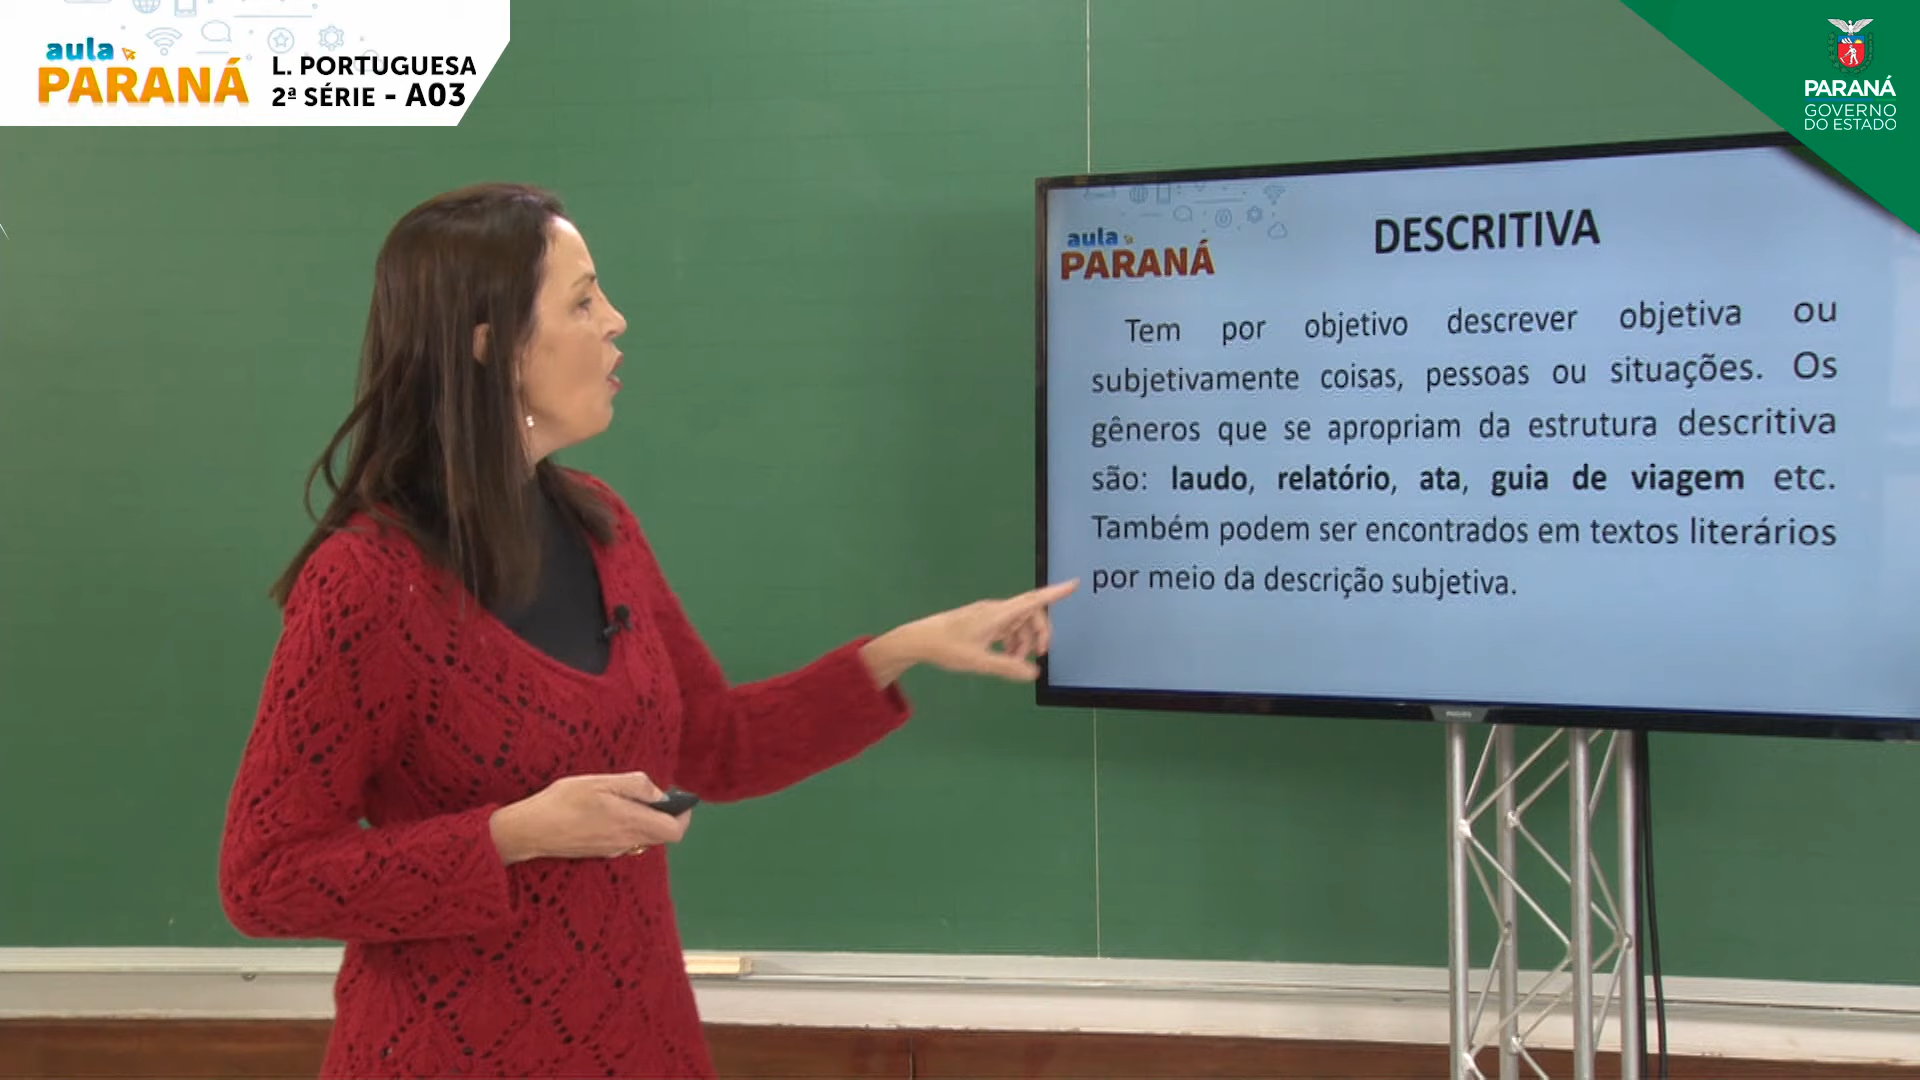 aula
PARANÁ
L. PORTUGUESA
2ª SÉRIE - A03
PARANÁ
GOVERNO
DO ESTADO
aula
PARANÁ
DESCRITIVA
Tem por objetivo descrever objetiva ou
subjetivamente coisas, pessoas ou situações. Os
gêneros que se apropriam da estrutura descritiva
são: laudo, relatório, ata, guia de viagem etc.
Também podem ser encontrados em textos literários
por meio da descrição subjetiva.
PHILIPS